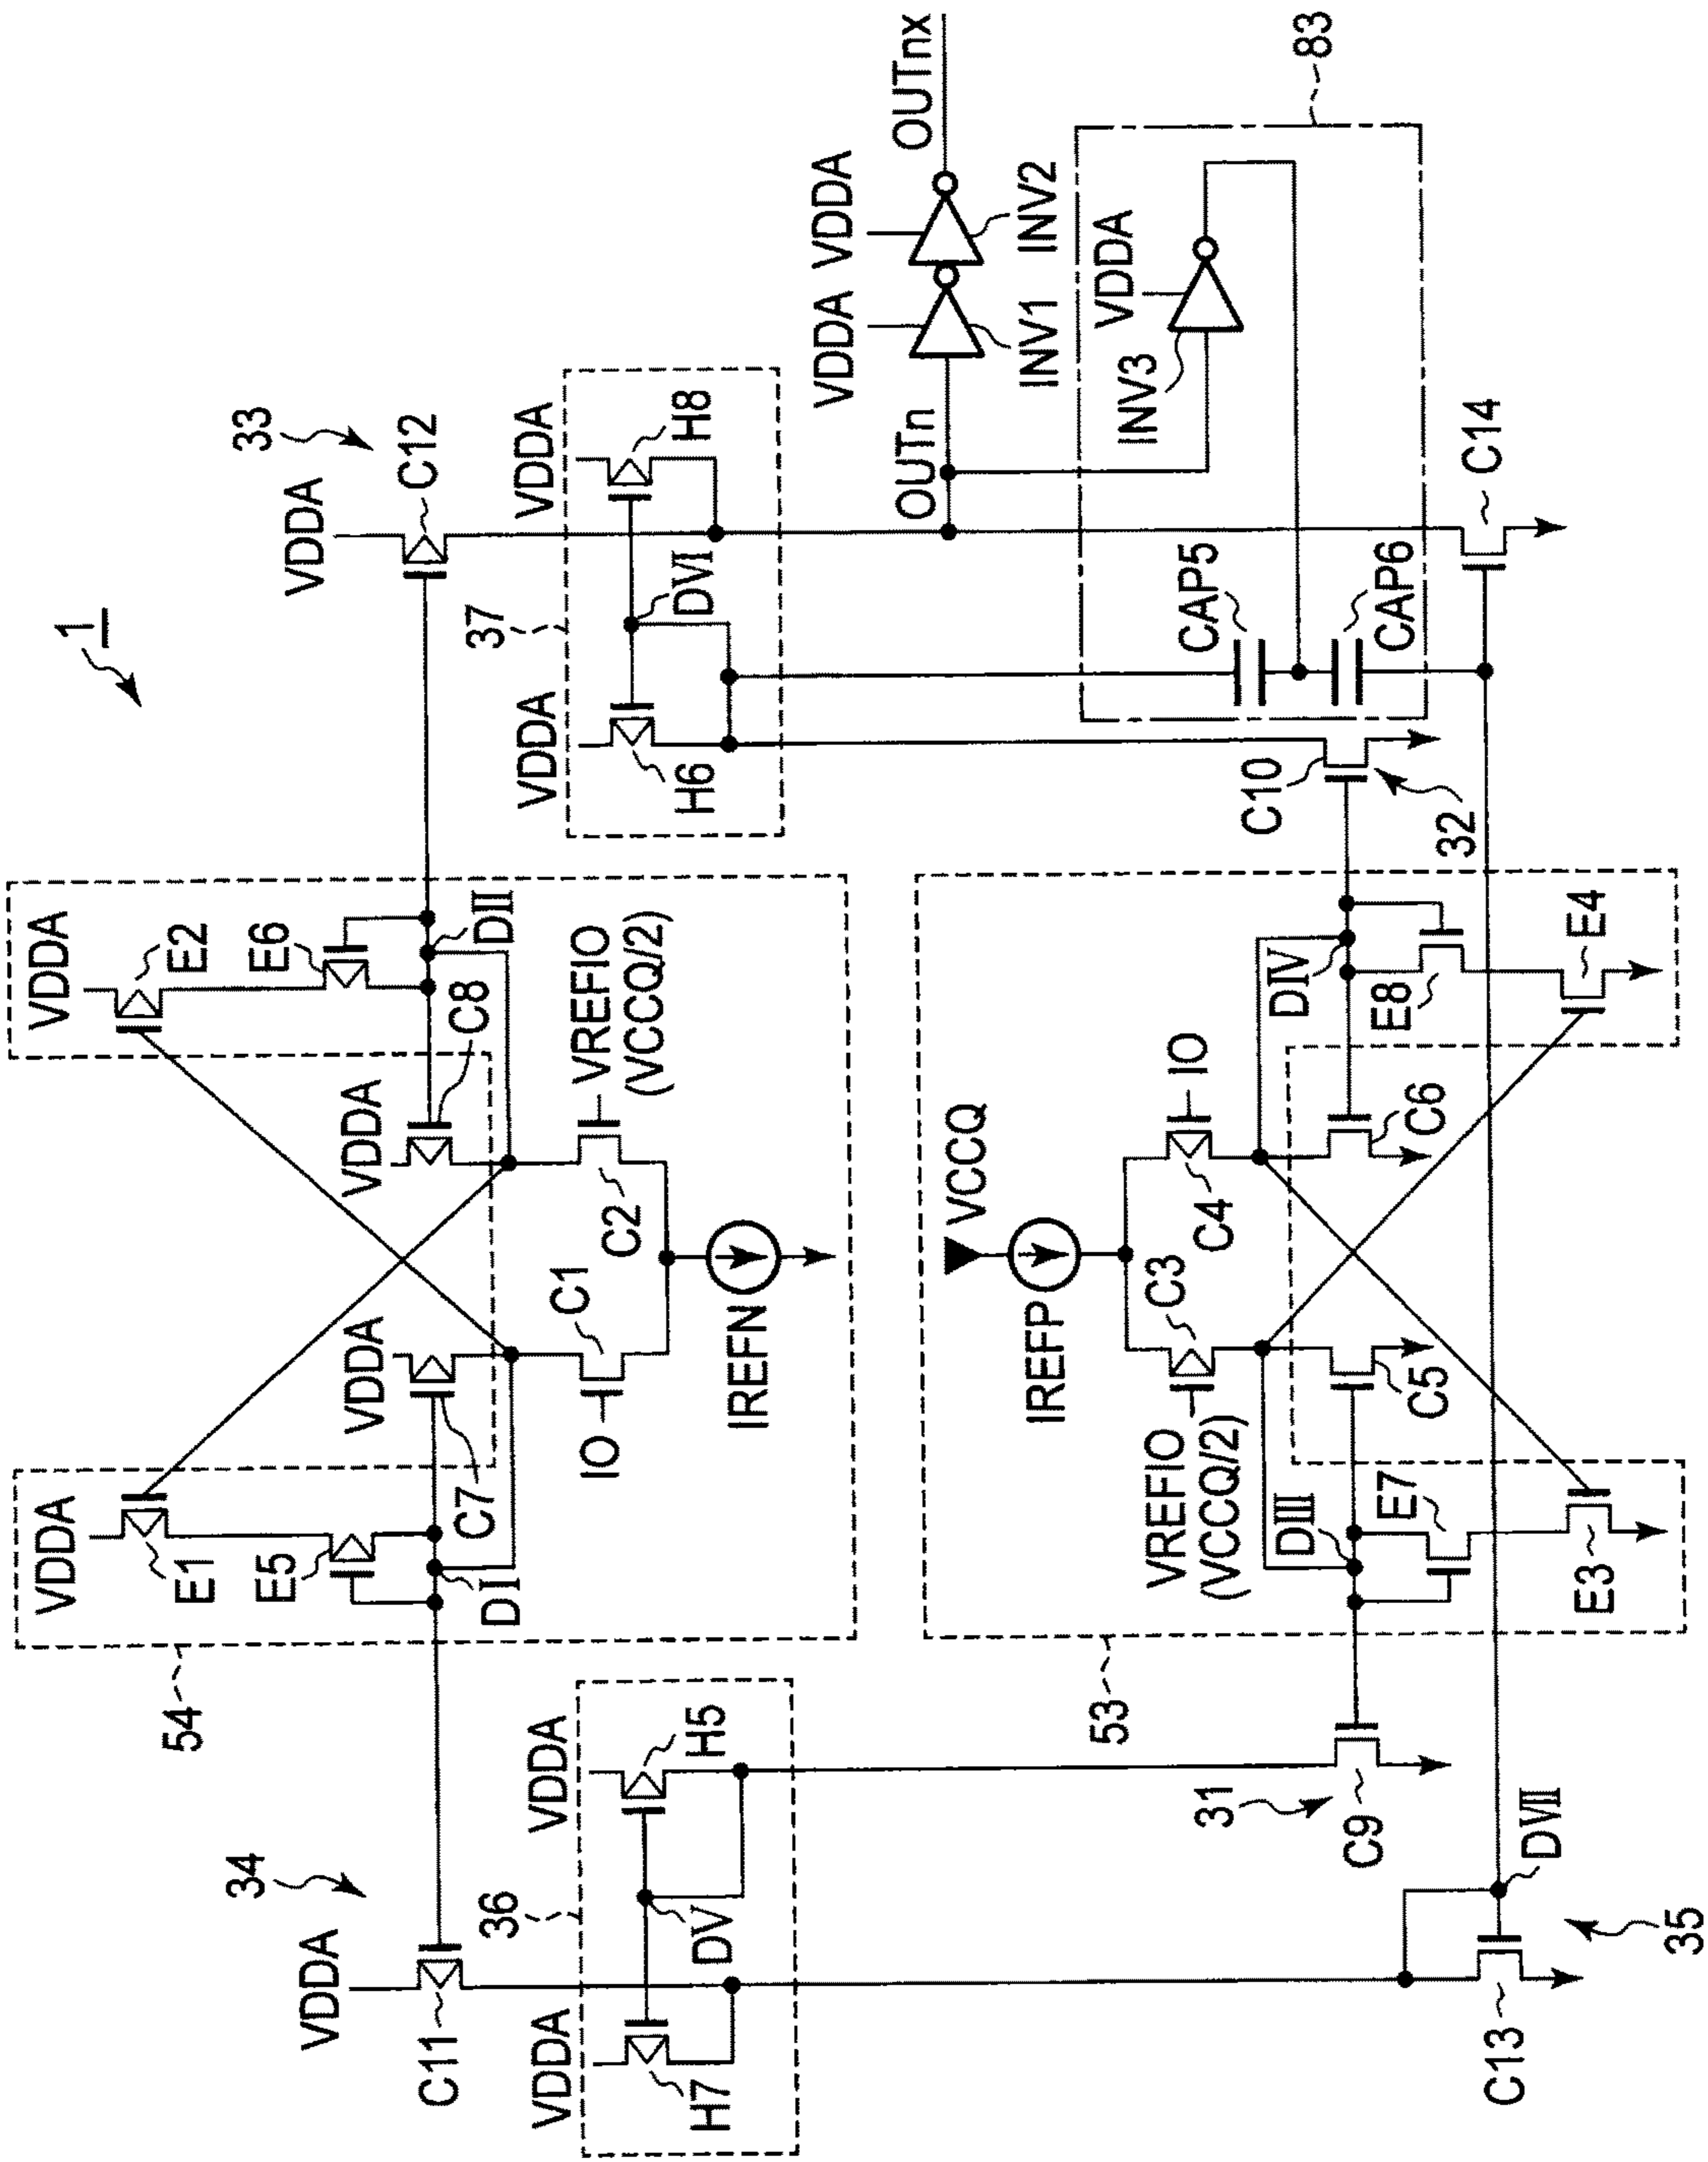 1
34
VDDA
C11
54
VDDA
E1
E5
DI
C7
VDDA
VDDA
C8
VDDA
E2
E6
DII
33
VDDA
C12
36
VDDA
H7
DV
VDDA
H5
IO
C1
C2
VREFIO
(VCCQ/2)
IREFN
37
VDDA
H6
DVI
VDDA
H8
OUTn
VDDA
INV1
VDDA
INV2
OUTnx
53
VCCQ
IREFP
VREFIO
(VCCQ/2)
C3
C4
IO
DIII
DIV
C5
C6
E7
E3
E8
E4
31
C9
C10
32
83
CAP5
CAP6
INV3
VDDA
C13
35
DVII
C14